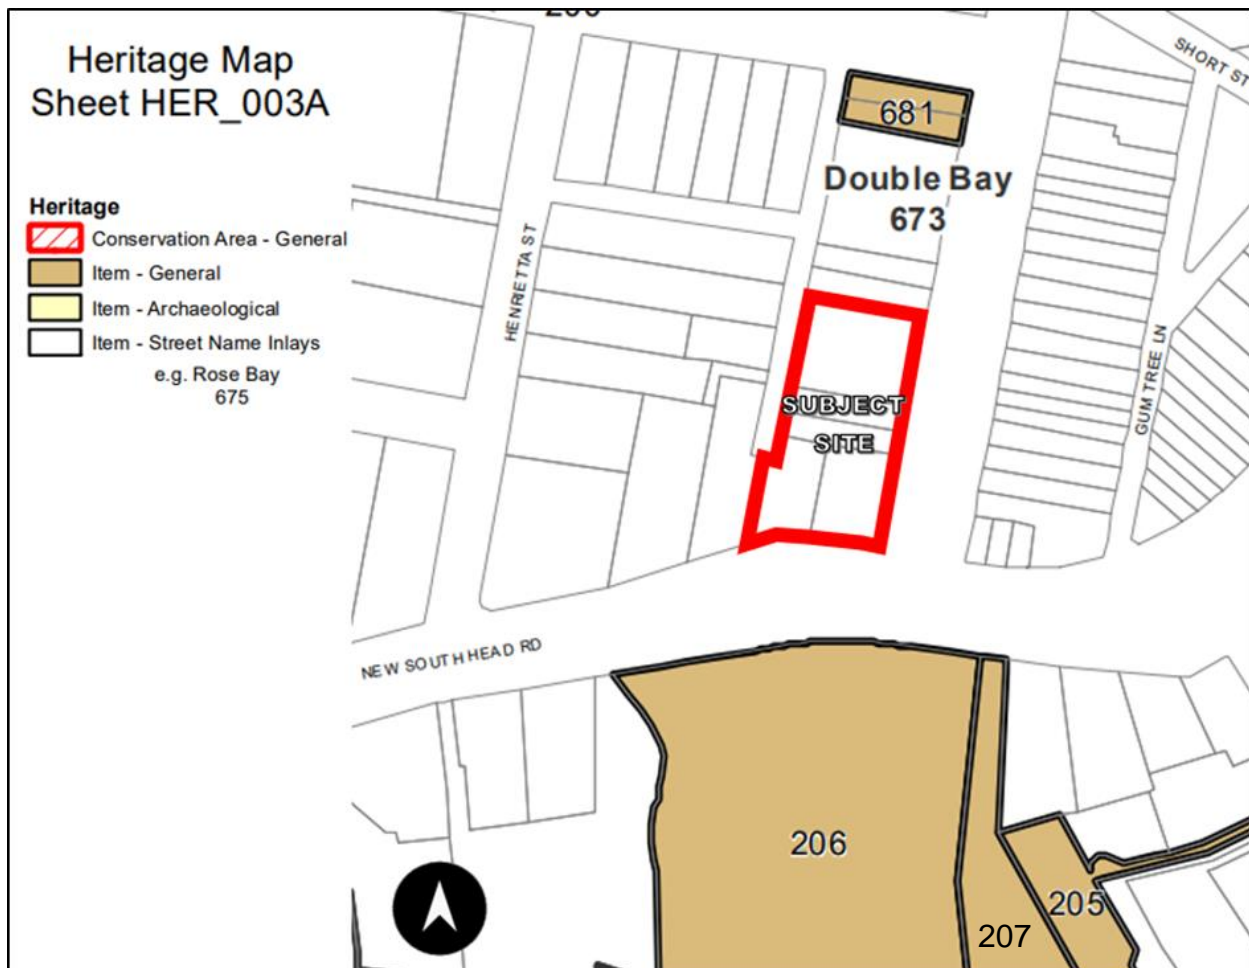 Heritage Map
Sheet HER_003A
Heritage
Conservation Area - General
Item - General
Item - Archaeological
Item - Street Name Inlays
e.g. Rose Bay
675
SHORT ST
681
Double Bay
673
HENRIETTA ST
GUM TREE LN
SUBJECT
SITE
NEW SOUTH HEAD RD
206
205
207